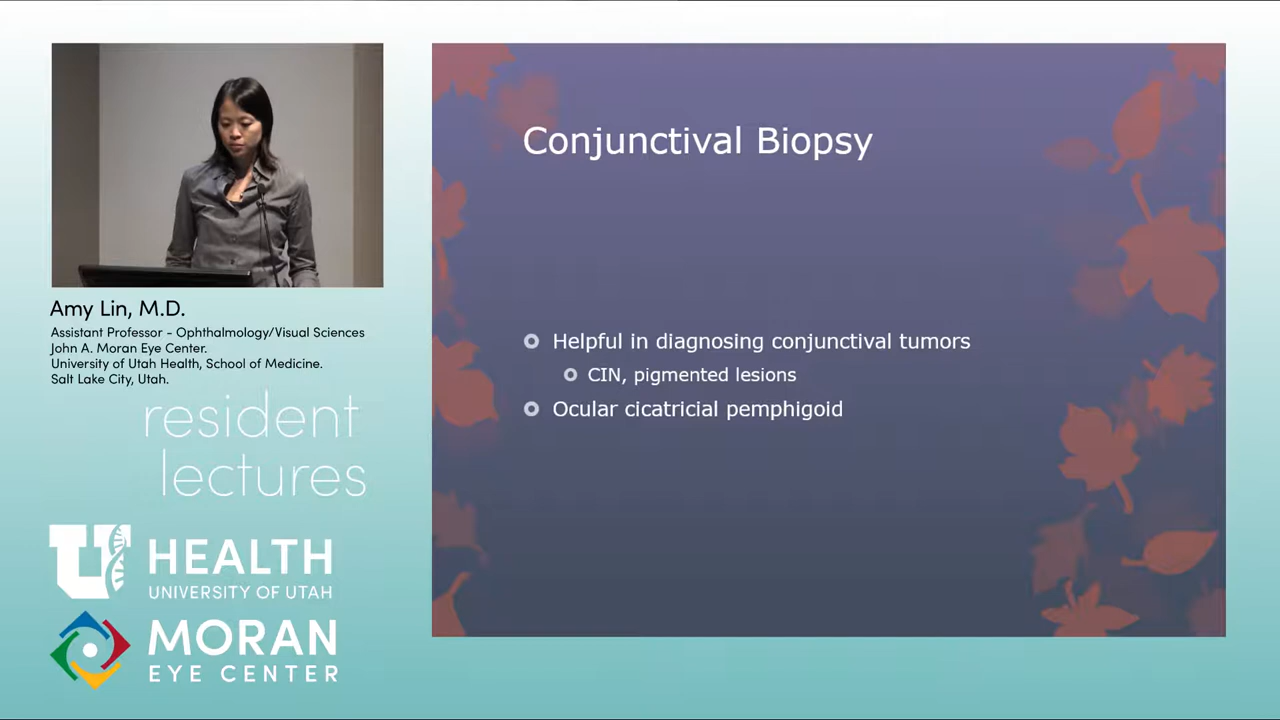 Amy Lin, M.D.
Assistant Professor - Ophthalmology/Visual Sciences
John A. Moran Eye Center.
University of Utah Health, School of Medicine.
Salt Lake City, Utah.
resident
lectures
U HEALTH
UNIVERSITY OF UTAH
MORAN
EYE CENTER
Conjunctival Biopsy
Helpful in diagnosing conjunctival tumors
CIN, pigmented lesions
Ocular cicatricial pemphigoid